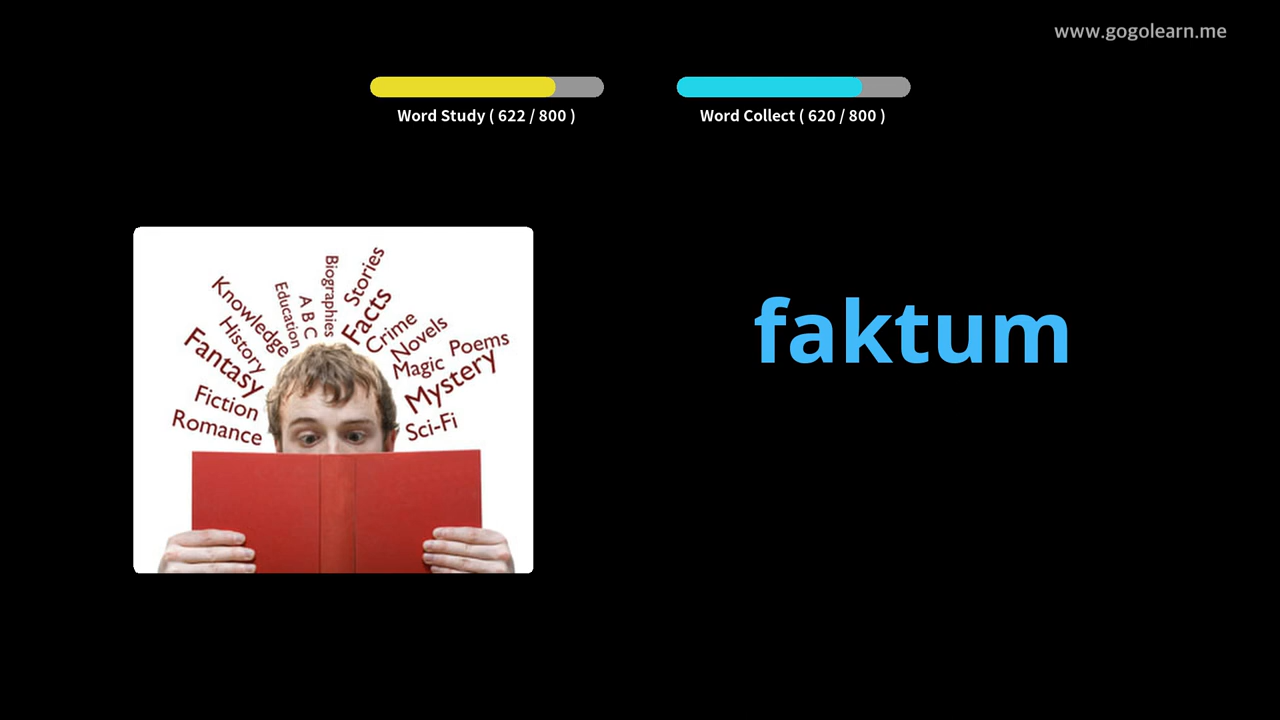 www.gogolearn.me
Word Study ( 622 / 800 )
Word Collect ( 620 / 800 )
faktum
Biographies
Stories
Education
A B C
Facts
Knowledge
Crime
History
Novels
Poems
Fantasy
Magic
Mystery
Fiction
Romance
Sci-Fi